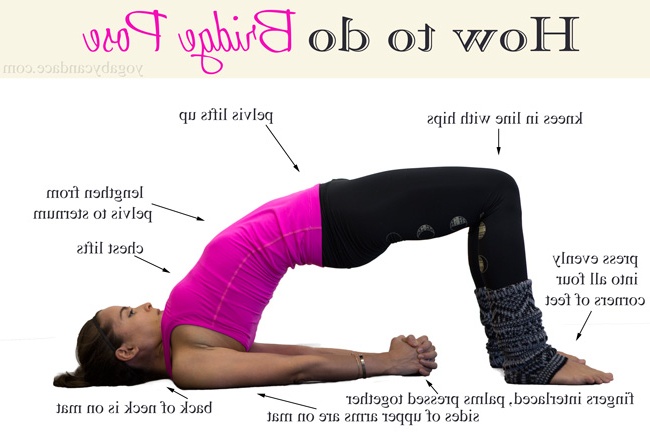 How to do Bridge Pose
yogabycandace.com
pelvis lifts up
knees in line with hips
lengthen from
pelvis to sternum
chest lifts
press evenly
into all four
corners of feet
back of neck is on mat
sides of upper arms are on mat
fingers interlaced, palms pressed together